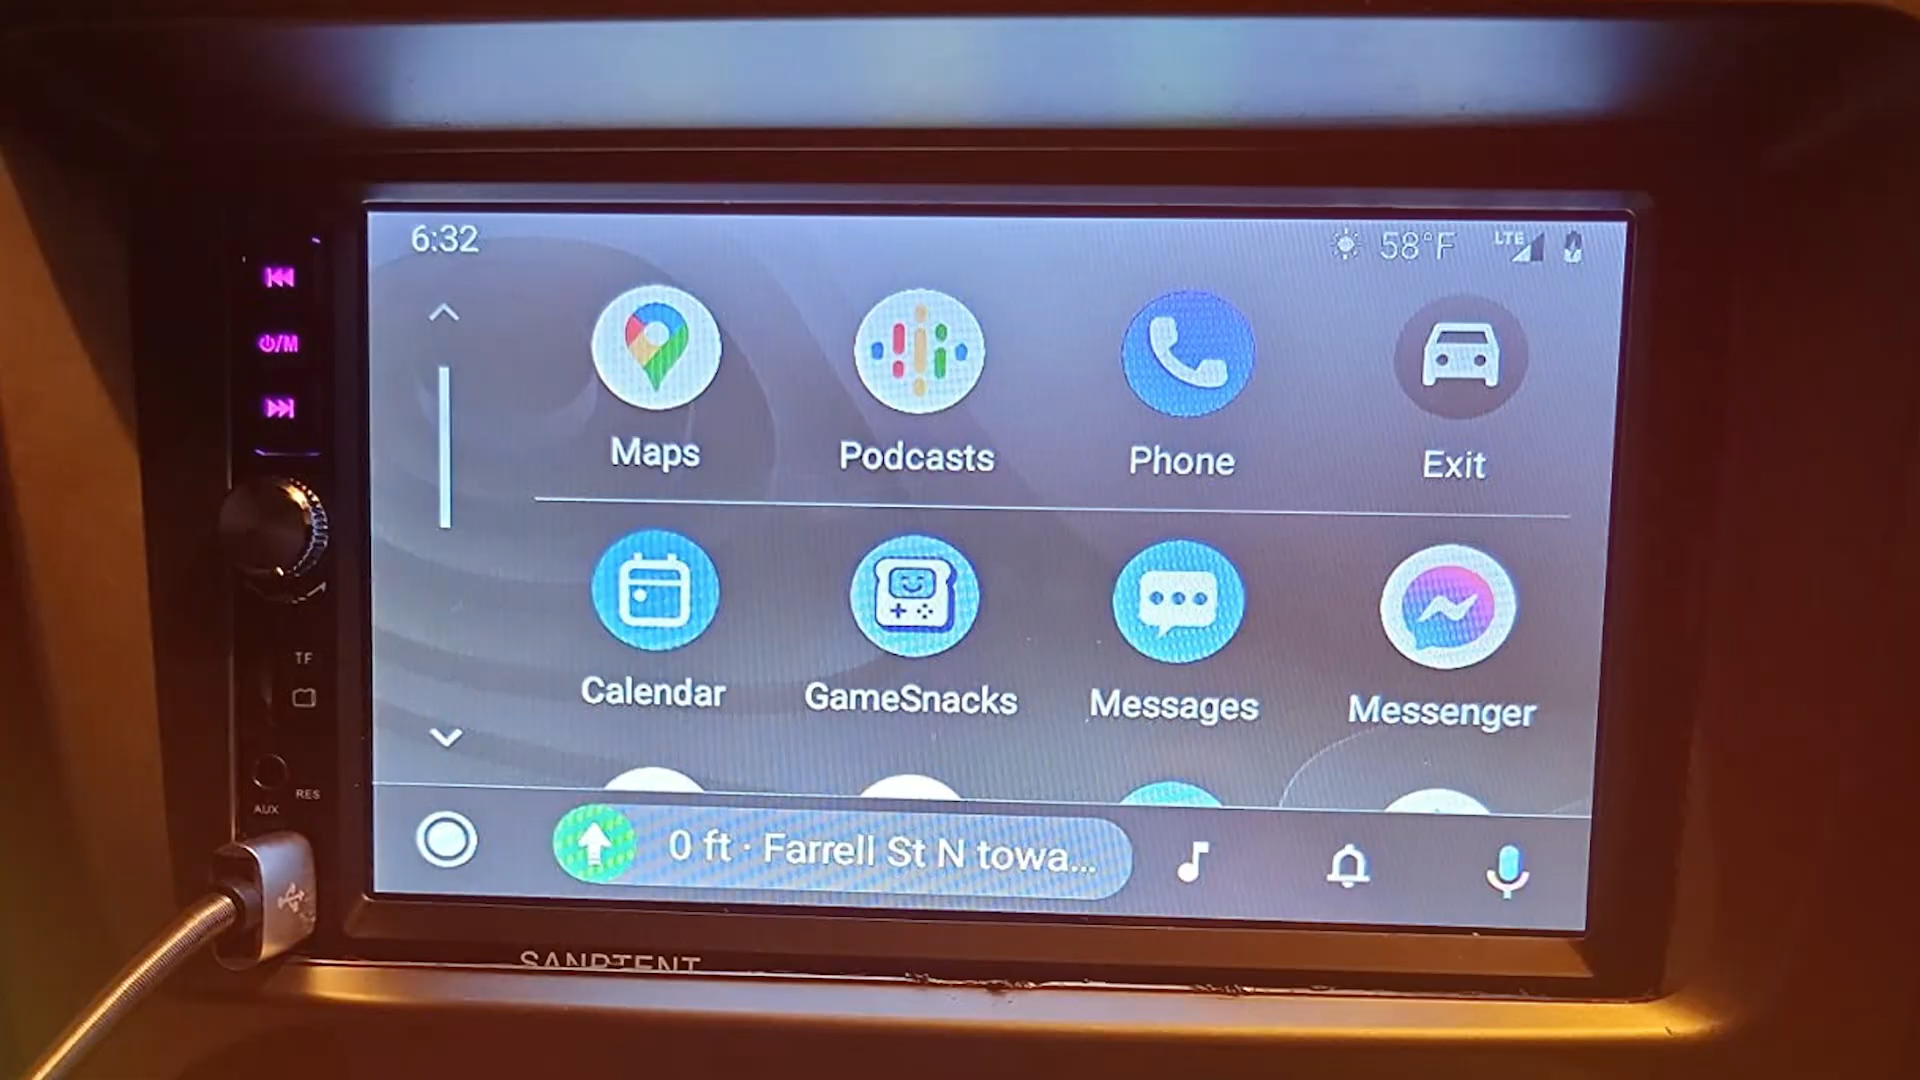 6:32
58°F
LTE
⏻/M
Maps
Podcasts
Phone
Exit
Calendar
GameSnacks
Messages
Messenger
TF
RES
AUX
0 ft · Farrell St N towa...
SANPTENT